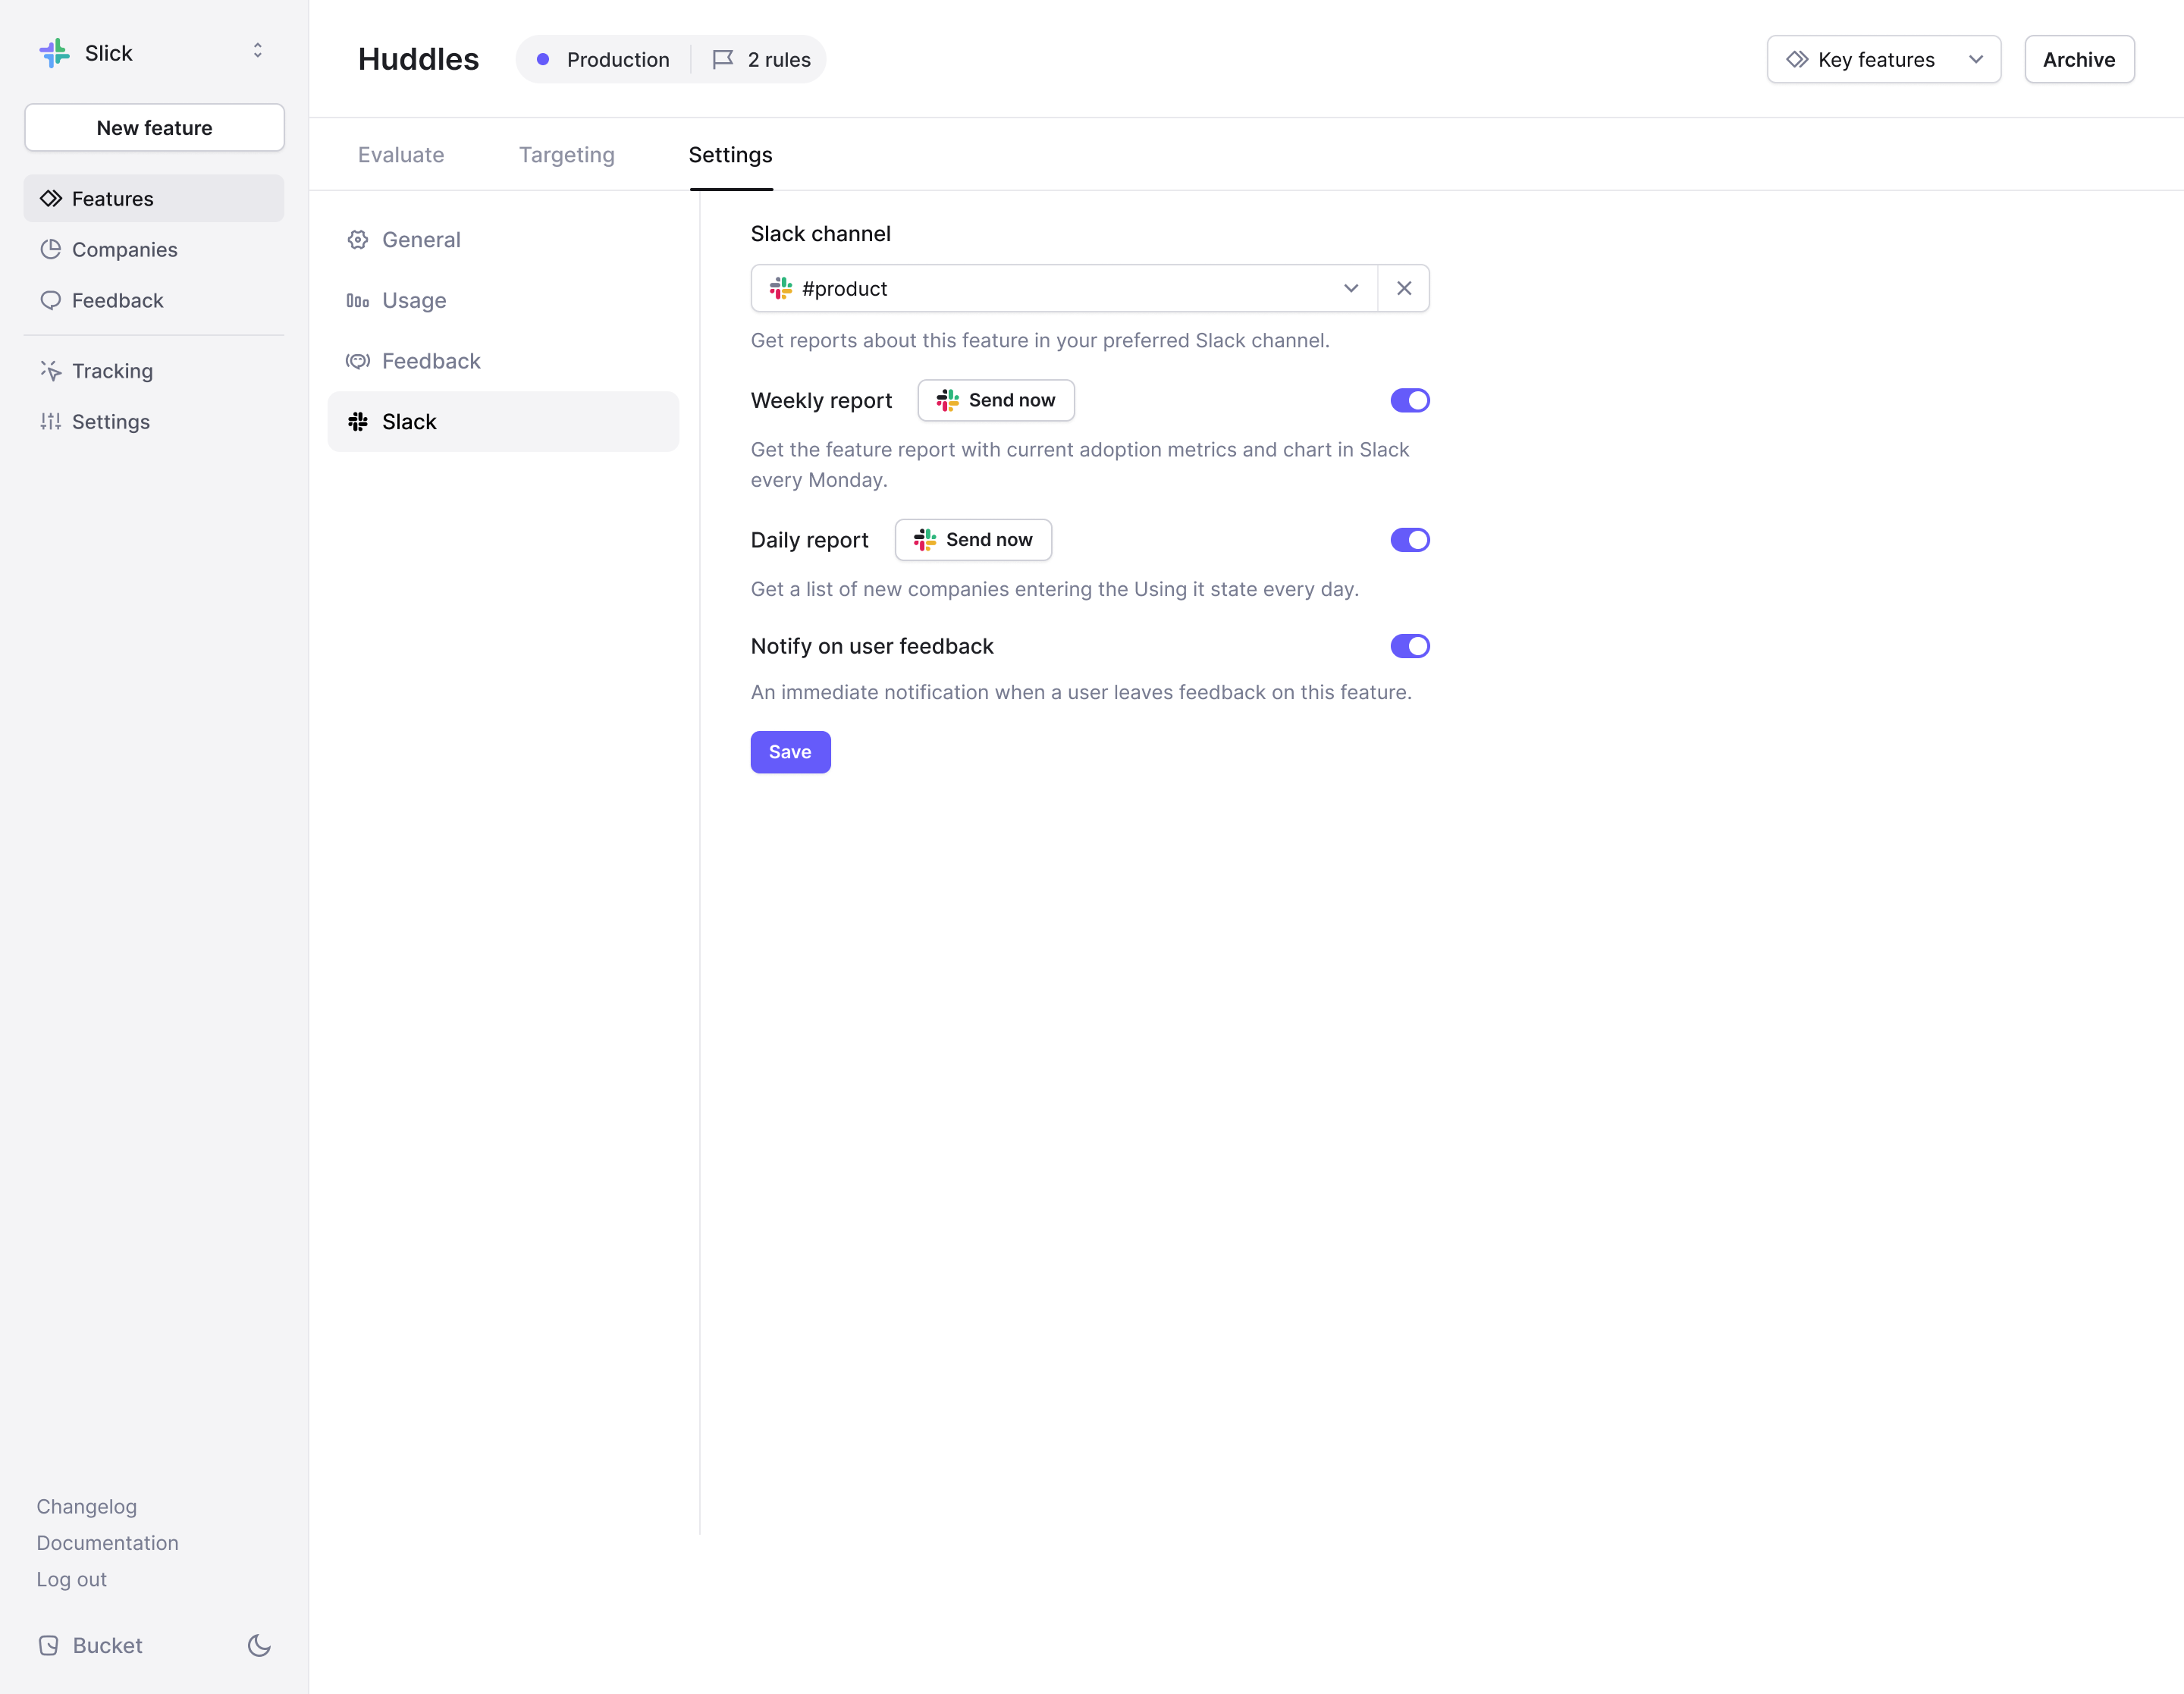 Slick
New feature
Features
Companies
Feedback
Tracking
Settings
Changelog
Documentation
Log out
Bucket
Huddles
Production
2 rules
Key features
Archive
Evaluate
Targeting
Settings
General
Usage
Feedback
Slack
Slack channel
#product
Get reports about this feature in your preferred Slack channel.
Weekly report
Send now
Get the feature report with current adoption metrics and chart in Slack
every Monday.
Daily report
Send now
Get a list of new companies entering the Using it state every day.
Notify on user feedback
An immediate notification when a user leaves feedback on this feature.
Save